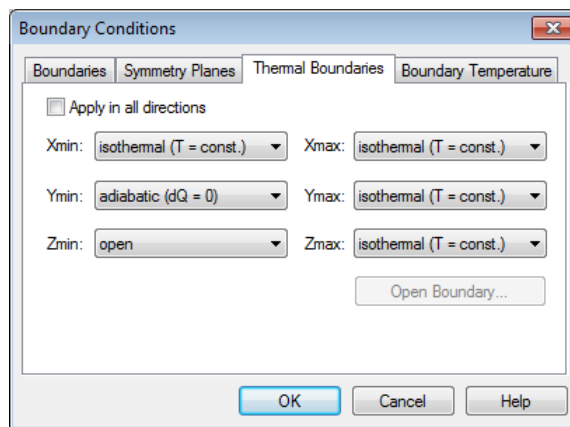 Boundary Conditions
Boundaries Symmetry Planes Thermal Boundaries Boundary Temperature
Apply in all directions
Xmin: isothermal (T = const.) Xmax: isothermal (T = const.)
Ymin: adiabatic (dQ = 0) Ymax: isothermal (T = const.)
Zmin: open Zmax: isothermal (T = const.)
Open Boundary...
OK Cancel Help